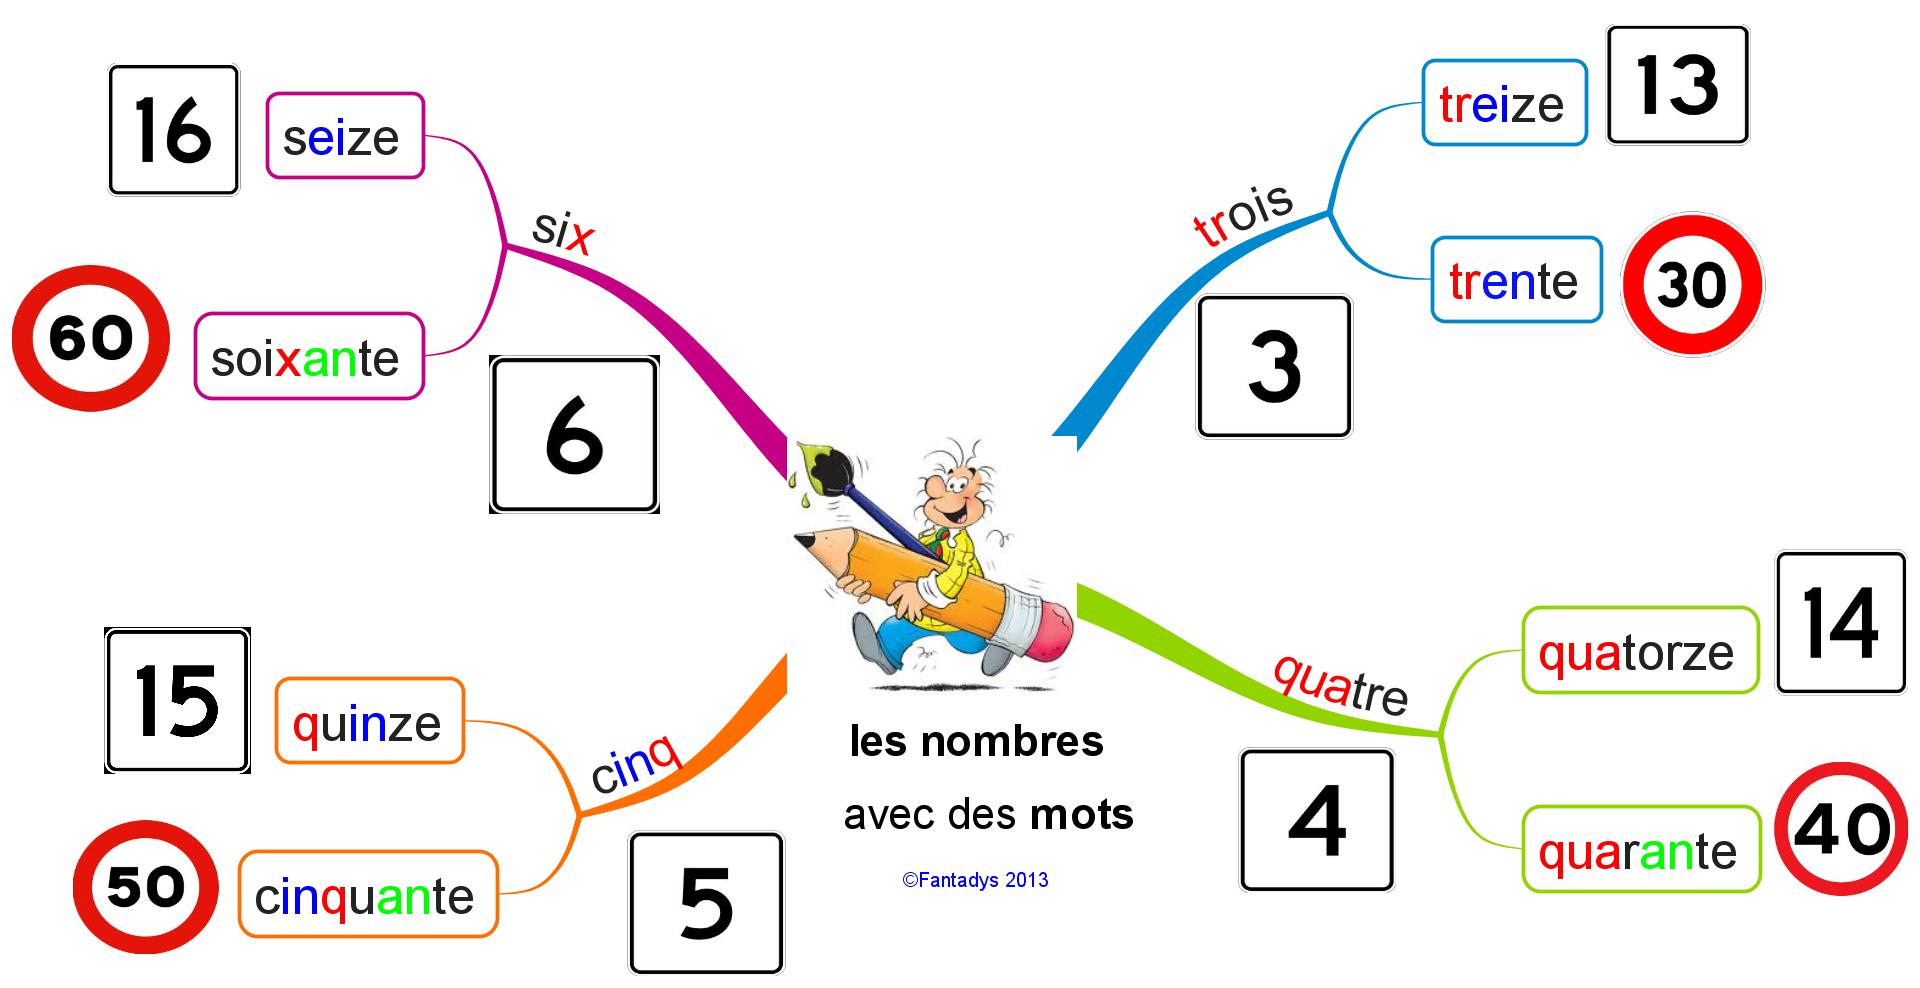 16
seize
six
60
soixante
6
trois
treize
13
trente
30
3
15
quinze
cinq
50
cinquante
5
quatre
quatorze
14
quarante
40
4
les nombres
avec des mots
©Fantadys 2013